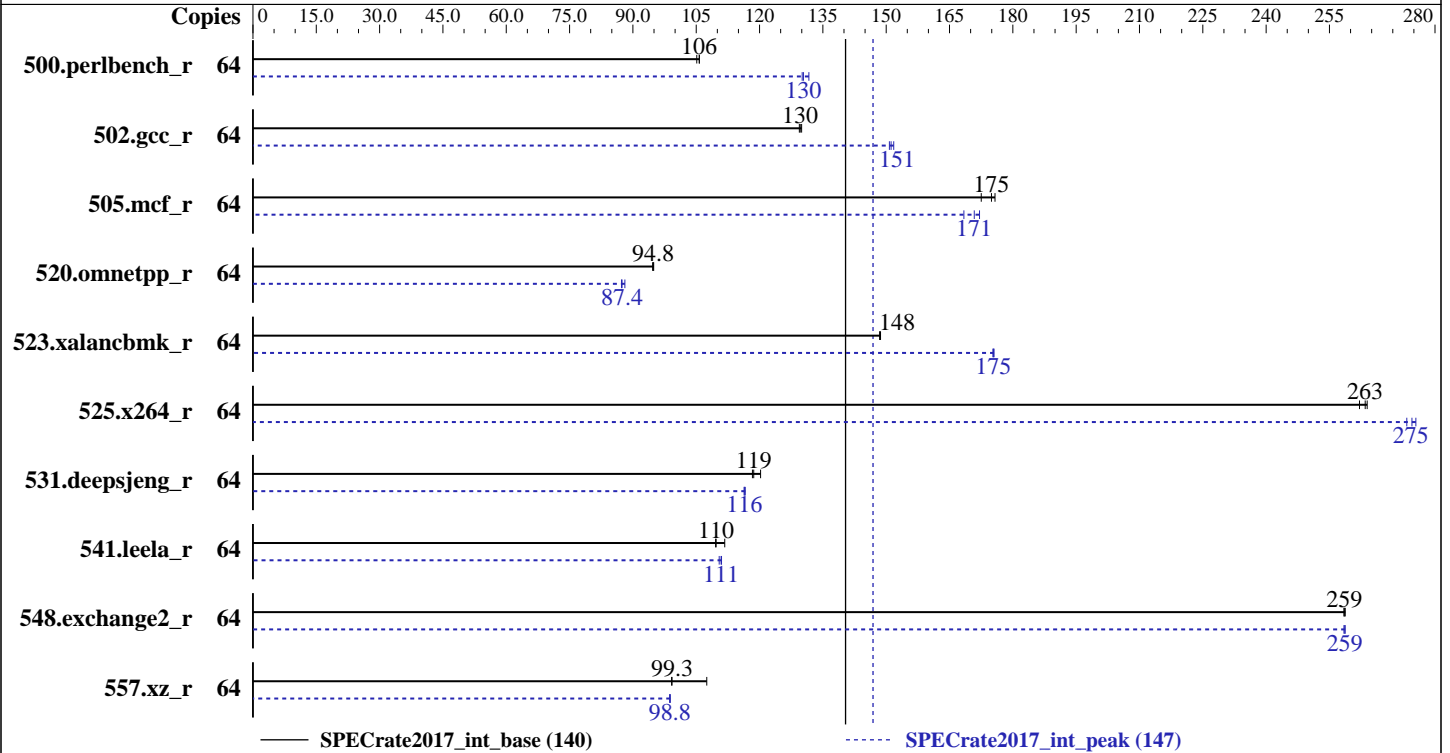 Copies 0 15.0 30.0 45.0 60.0 75.0 90.0 105 120 135 150 165 180 195 210 225 240 255 280
106
500.perlbench_r 64
130
130
502.gcc_r 64
151
175
505.mcf_r 64
171
94.8
520.omnetpp_r 64
87.4
148
523.xalancbmk_r 64
175
263
525.x264_r 64
275
119
531.deepsjeng_r 64
116
110
541.leela_r 64
111
259
548.exchange2_r 64
259
99.3
557.xz_r 64
98.8
SPECrate2017_int_base (140) SPECrate2017_int_peak (147)